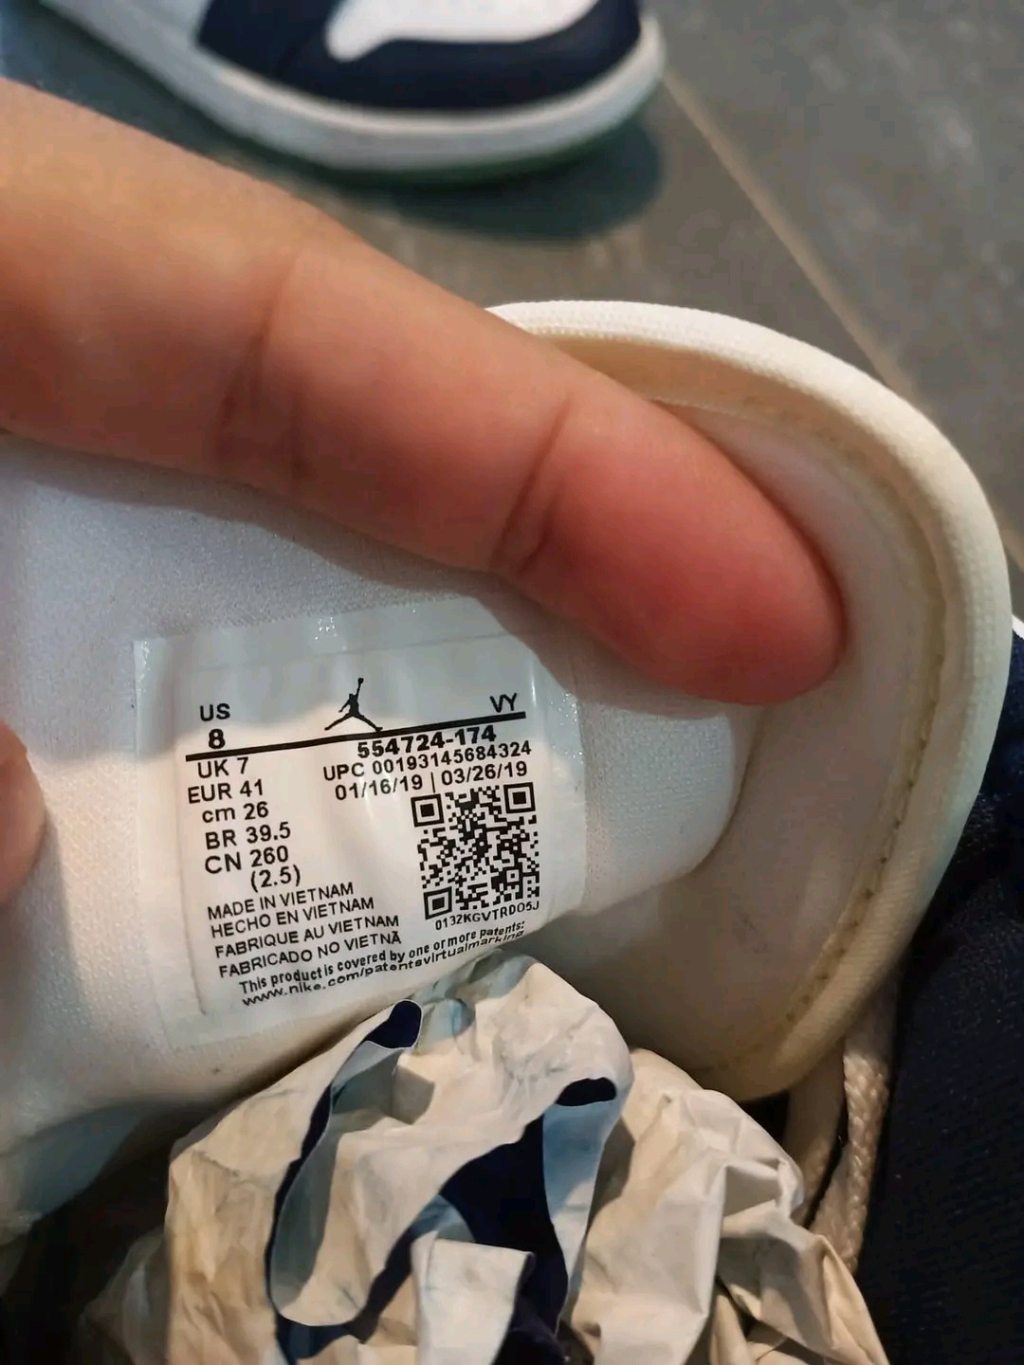 US
VY
8
554724-174
UK 7
UPC 00193145684324
EUR 41
01/16/19 | 03/26/19
cm 26
BR 39.5
CN 260
(2.5)
MADE IN VIETNAM
HECHO EN VIETNAM
FABRIQUE AU VIETNAM
FABRICADO NO VIETNÃ
0132KGVTRDO5J
This product is covered by one or more patents:
www.nike.com/patentsvirtualmarking